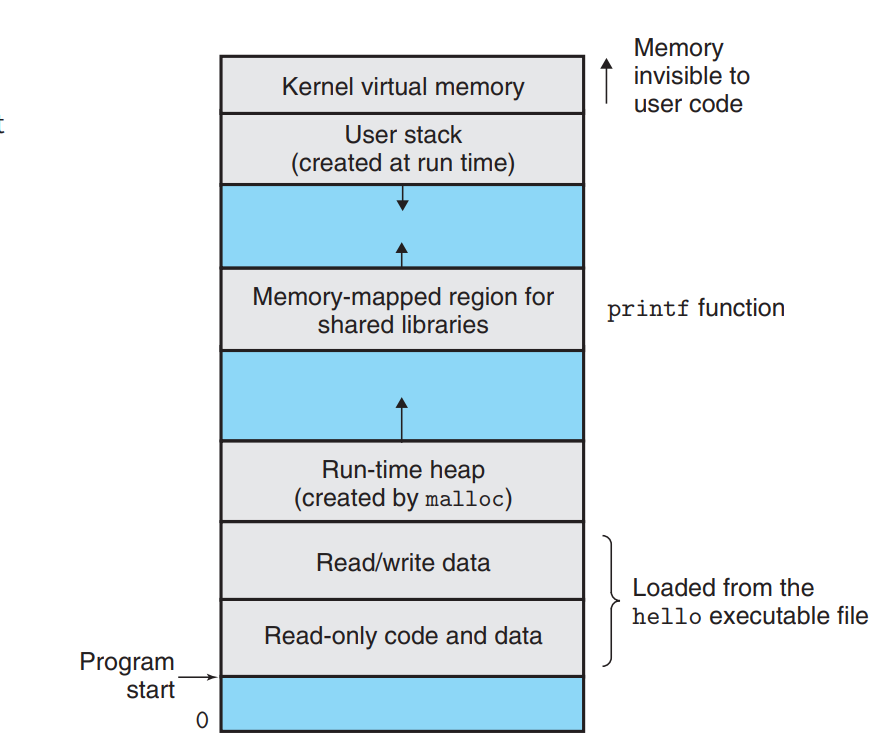 Memory
invisible to
user code
Kernel virtual memory
User stack
(created at run time)
Memory-mapped region for
shared libraries
printf function
Run-time heap
(created by malloc)
Read/write data
Loaded from the
hello executable file
Read-only code and data
Program
start
0